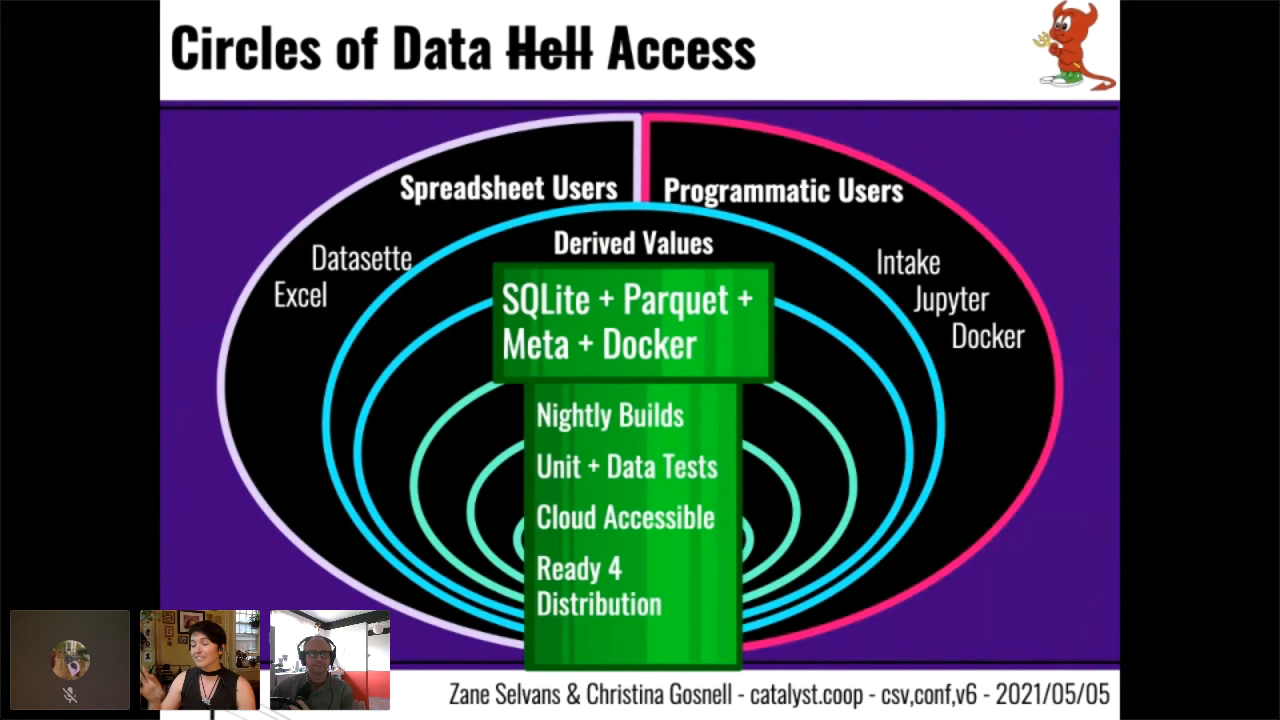 Circles of Data Hell Access
Spreadsheet Users
Programmatic Users
Derived Values
Datasette
Excel
Intake
Jupyter
Docker
SQLite + Parquet +
Meta + Docker
Nightly Builds
Unit + Data Tests
Cloud Accessible
Ready 4
Distribution
Zane Selvans & Christina Gosnell - catalyst.coop - csv,conf,v6 - 2021/05/05